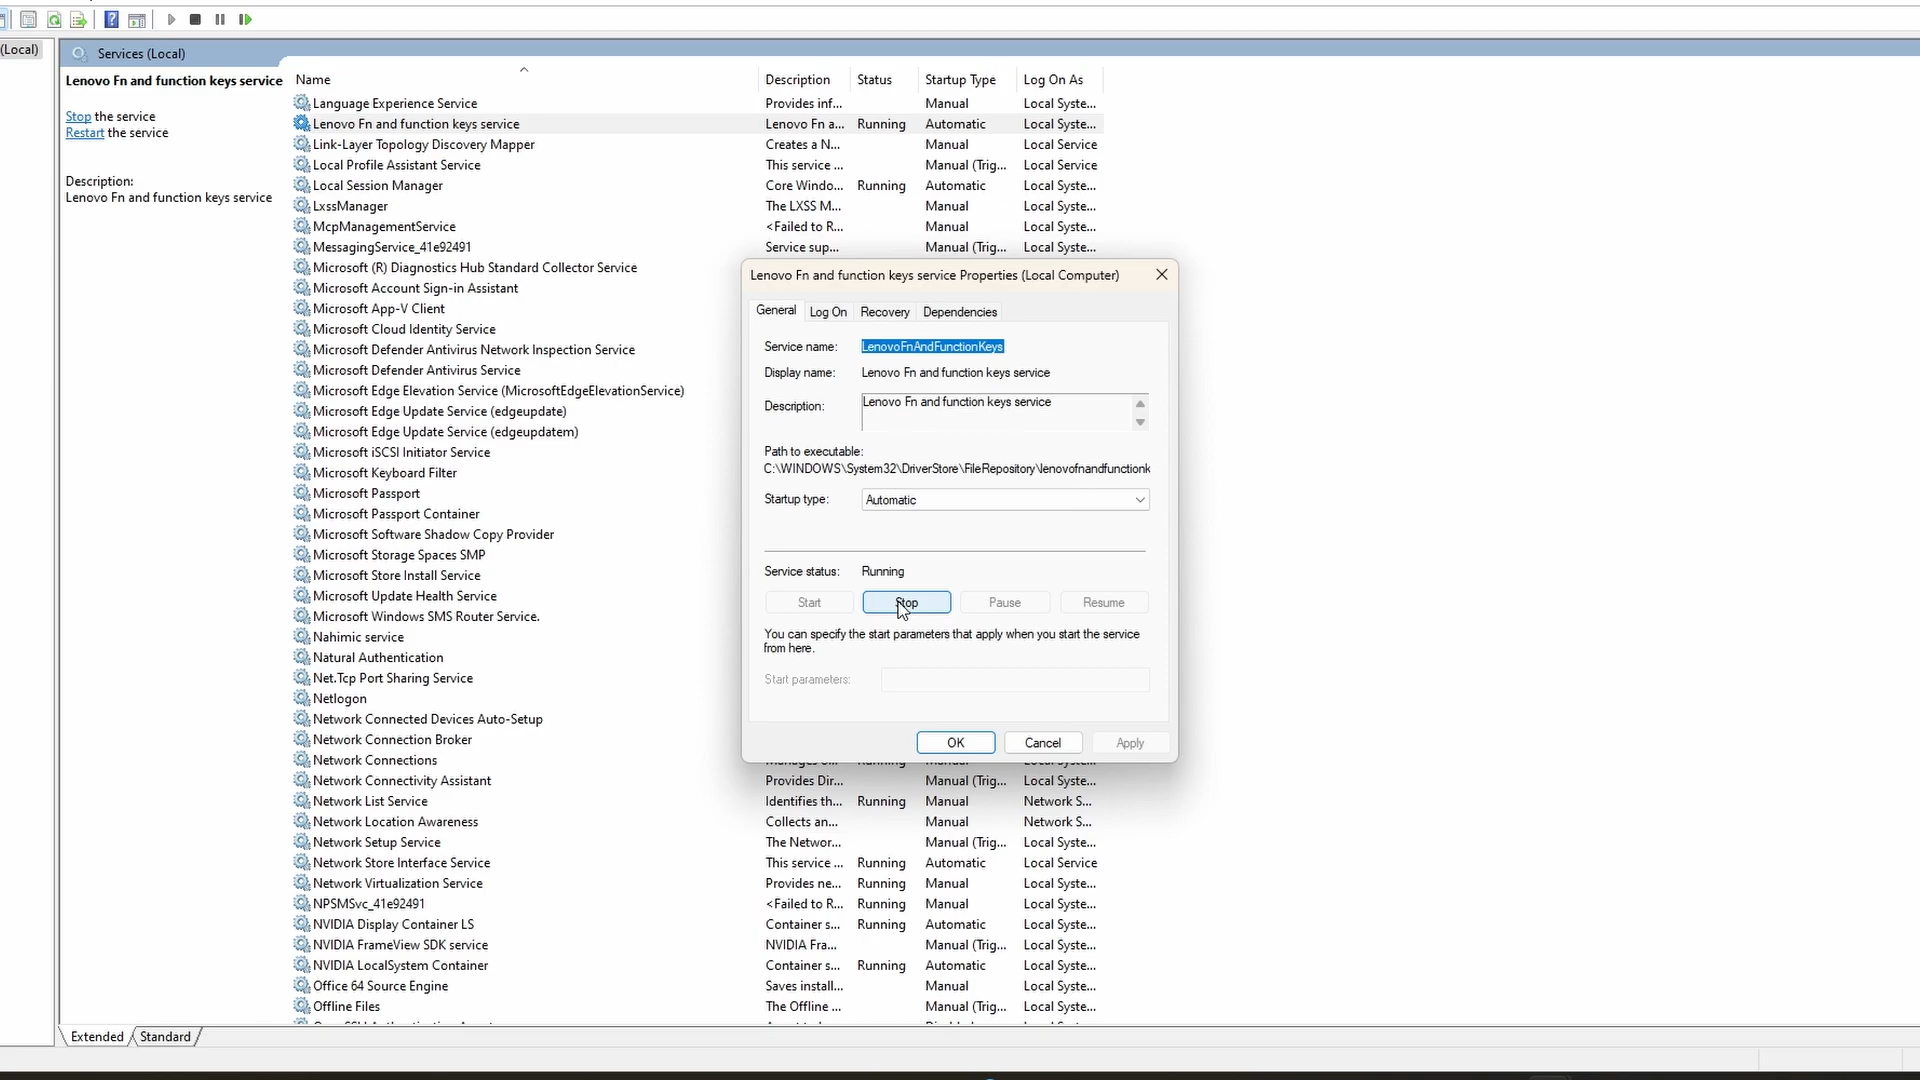 (Local)
Services (Local)
Lenovo Fn and function keys service
Stop the service
Restart the service
Description:
Lenovo Fn and function keys service
Name Description Status Startup Type Log On As
Language Experience Service Provides inf... Manual Local Syste...
Lenovo Fn and function keys service Lenovo Fn a... Running Automatic Local Syste...
Link-Layer Topology Discovery Mapper Creates a N... Manual Local Service
Local Profile Assistant Service This service ... Manual (Trig... Local Service
Local Session Manager Core Windo... Running Automatic Local Syste...
LxssManager The LXSS M... Manual Local Syste...
McpManagementService <Failed to R... Manual Local Syste...
MessagingService_41e92491 Service sup... Manual (Trig... Local Syste...
Microsoft (R) Diagnostics Hub Standard Collector Service
Microsoft Account Sign-in Assistant
Microsoft App-V Client
Microsoft Cloud Identity Service
Microsoft Defender Antivirus Network Inspection Service
Microsoft Defender Antivirus Service
Microsoft Edge Elevation Service (MicrosoftEdgeElevationService)
Microsoft Edge Update Service (edgeupdate)
Microsoft Edge Update Service (edgeupdatem)
Microsoft iSCSI Initiator Service
Microsoft Keyboard Filter
Microsoft Passport
Microsoft Passport Container
Microsoft Software Shadow Copy Provider
Microsoft Storage Spaces SMP
Microsoft Store Install Service
Microsoft Update Health Service
Microsoft Windows SMS Router Service.
Nahimic service
Natural Authentication
Net.Tcp Port Sharing Service
Netlogon
Network Connected Devices Auto-Setup
Network Connection Broker
Network Connections
Network Connectivity Assistant Provides Dir... Manual (Trig... Local Syste...
Network List Service Identifies th... Running Manual Network S...
Network Location Awareness Collects an... Manual Network S...
Network Setup Service The Networ... Manual (Trig... Local Syste...
Network Store Interface Service This service ... Running Automatic Local Service
Network Virtualization Service Provides ne... Running Manual Local Syste...
NPSMSvc_41e92491 <Failed to R... Running Manual Local Syste...
NVIDIA Display Container LS Container s... Running Automatic Local Syste...
NVIDIA FrameView SDK service NVIDIA Fra... Manual (Trig... Local Syste...
NVIDIA LocalSystem Container Container s... Running Automatic Local Syste...
Office 64 Source Engine Saves install... Manual Local Syste...
Offline Files The Offline ... Manual (Trig... Local Syste...
Lenovo Fn and function keys service Properties (Local Computer)
General Log On Recovery Dependencies
Service name: LenovoFnAndFunctionKeys
Display name: Lenovo Fn and function keys service
Description: Lenovo Fn and function keys service
Path to executable:
C:\WINDOWS\System32\DriverStore\FileRepository\lenovofnandfunctionk
Startup type: Automatic
Service status: Running
Start Stop Pause Resume
You can specify the start parameters that apply when you start the service
from here.
Start parameters:
OK Cancel Apply
Extended Standard